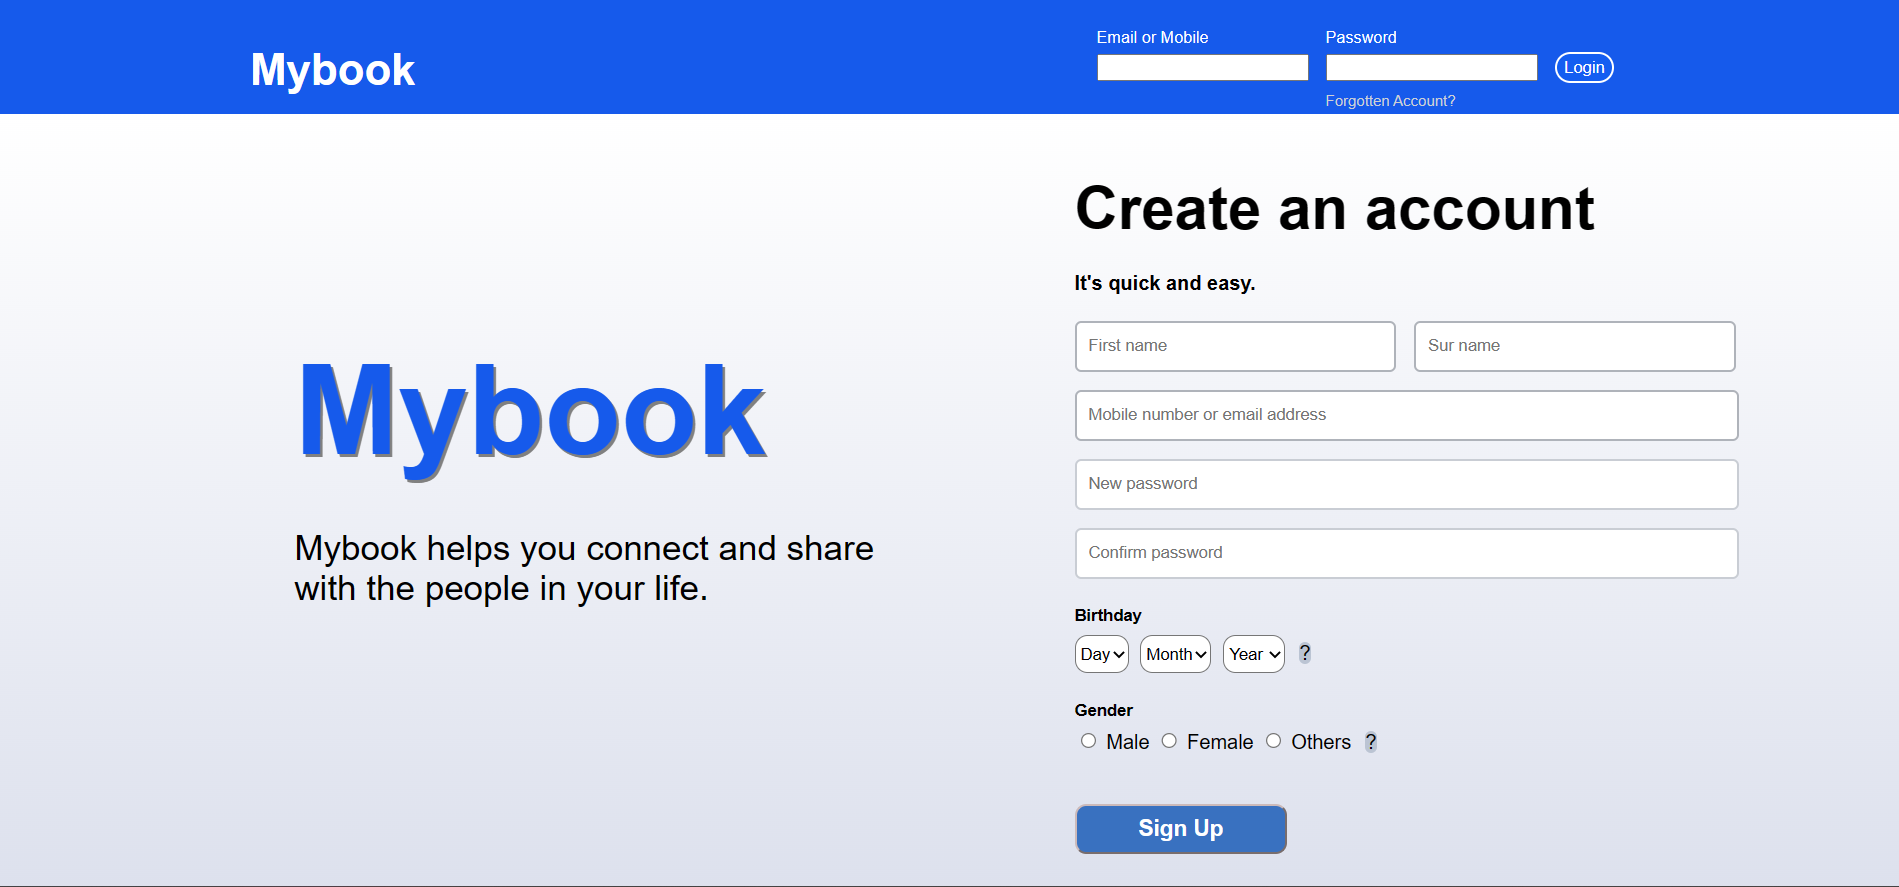 Mybook
Email or Mobile
Password
Login
Forgotten Account?
Create an account
It's quick and easy.
First name
Sur name
Mobile number or email address
New password
Confirm password
Birthday
Day Month Year ?
Gender
Male Female Others ?
Sign Up
Mybook
Mybook helps you connect and share
with the people in your life.